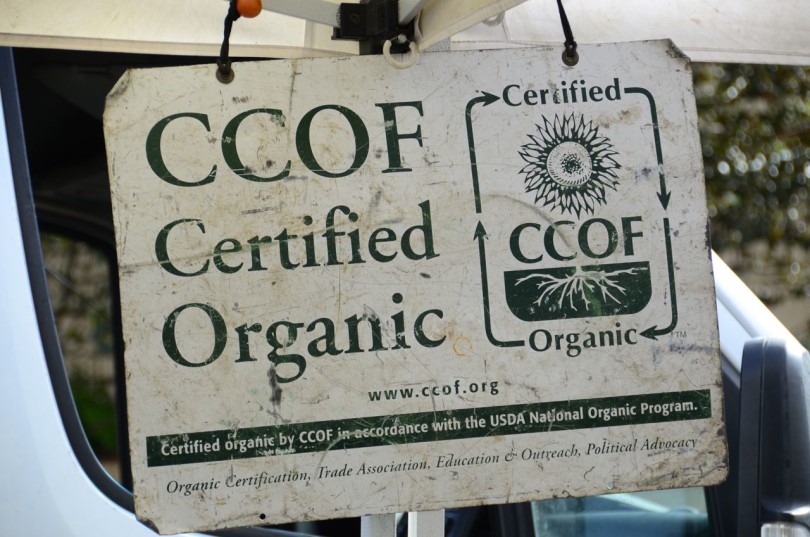 CCOF
Certified
Organic
Certified
CCOF
Organic
TM
www.ccof.org
Certified organic by CCOF in accordance with the USDA National Organic Program.
Organic Certification, Trade Association, Education & Outreach, Political Advocacy